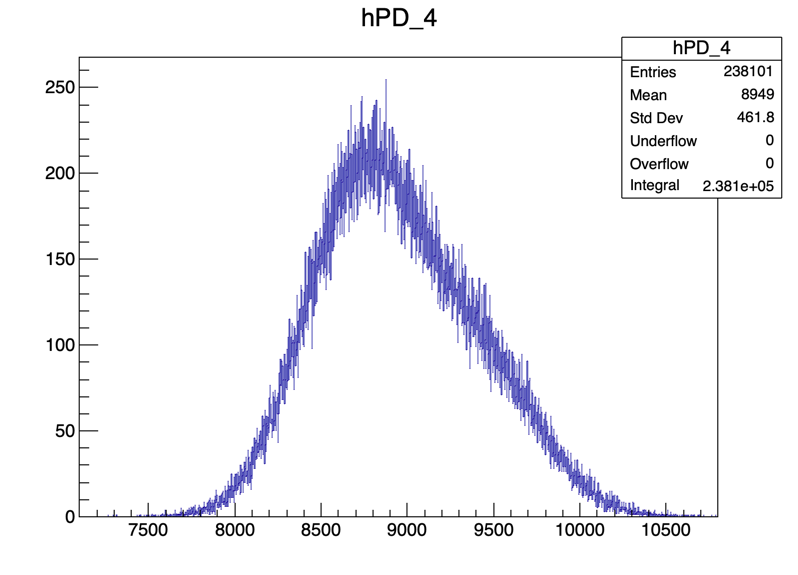 hPD_4
hPD_4
Entries 238101
Mean 8949
Std Dev 461.8
Underflow 0
Overflow 0
Integral 2.381e+05
250
200
150
100
50
0
7500 8000 8500 9000 9500 10000 10500